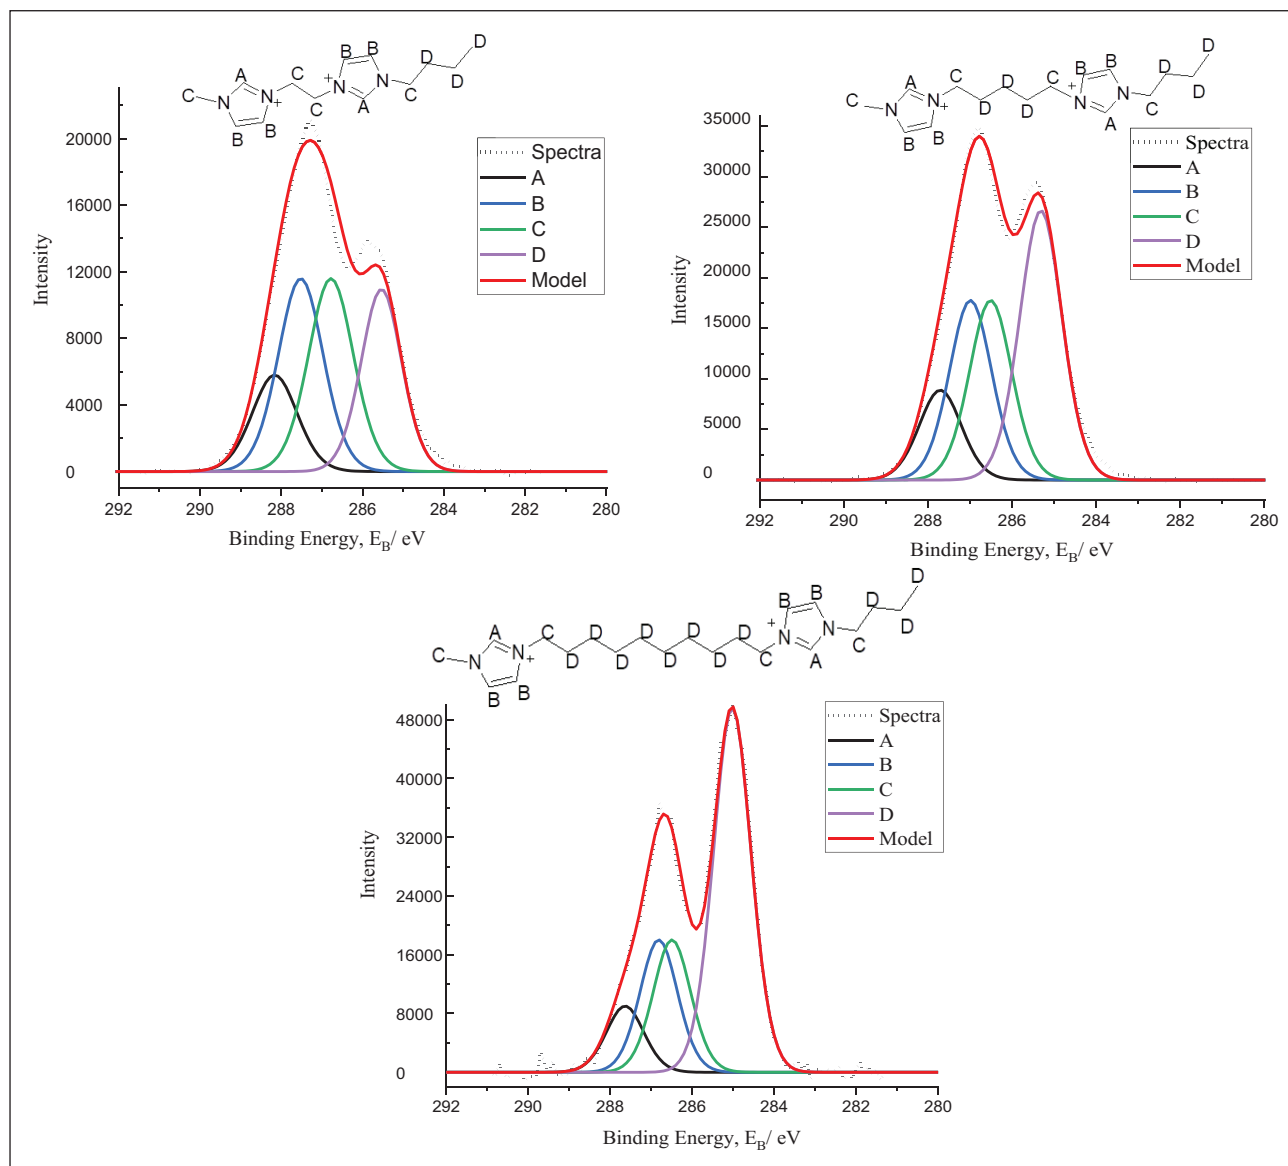 D
B B D
A C D
N + N
N + C
C C A
B B
20000
16000
12000
8000
4000
0
Intensity
Spectra
A
B
C
D
Model
292 290 288 286 284 282 280
Binding Energy, E_B/ eV
D
B B D
A C D C D
N + N
C N + D D C
B B A
35000
30000
25000
20000
15000
10000
5000
0
Intensity
Spectra
A
B
C
D
Model
292 290 288 286 284 282 280
Binding Energy, E_B/ eV
D
B B D
A C D D D D + D
N N N
C N + D D D D C A C
B B
48000
40000
32000
24000
16000
8000
0
Intensity
Spectra
A
B
C
D
Model
292 290 288 286 284 282 280
Binding Energy, E_B/ eV